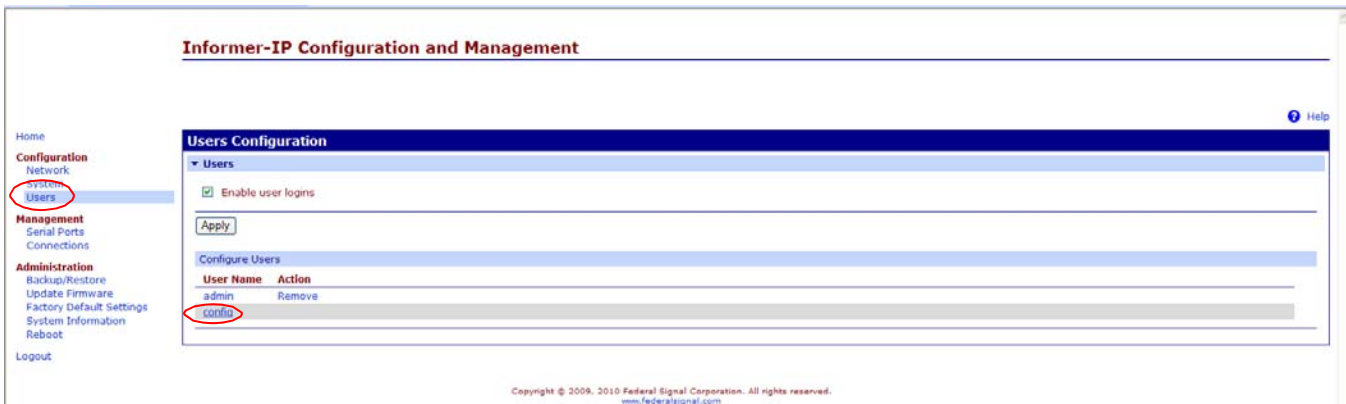 Informer-IP Configuration and Management
Help
Home
Configuration
Network
System
Users
Management
Serial Ports
Connections
Administration
Backup/Restore
Update Firmware
Factory Default Settings
System Information
Reboot
Logout
Users Configuration
Users
Enable user logins
Apply
Configure Users
User Name Action
admin Remove
config
Copyright © 2009, 2010 Federal Signal Corporation. All rights reserved.
www.federalsignal.com